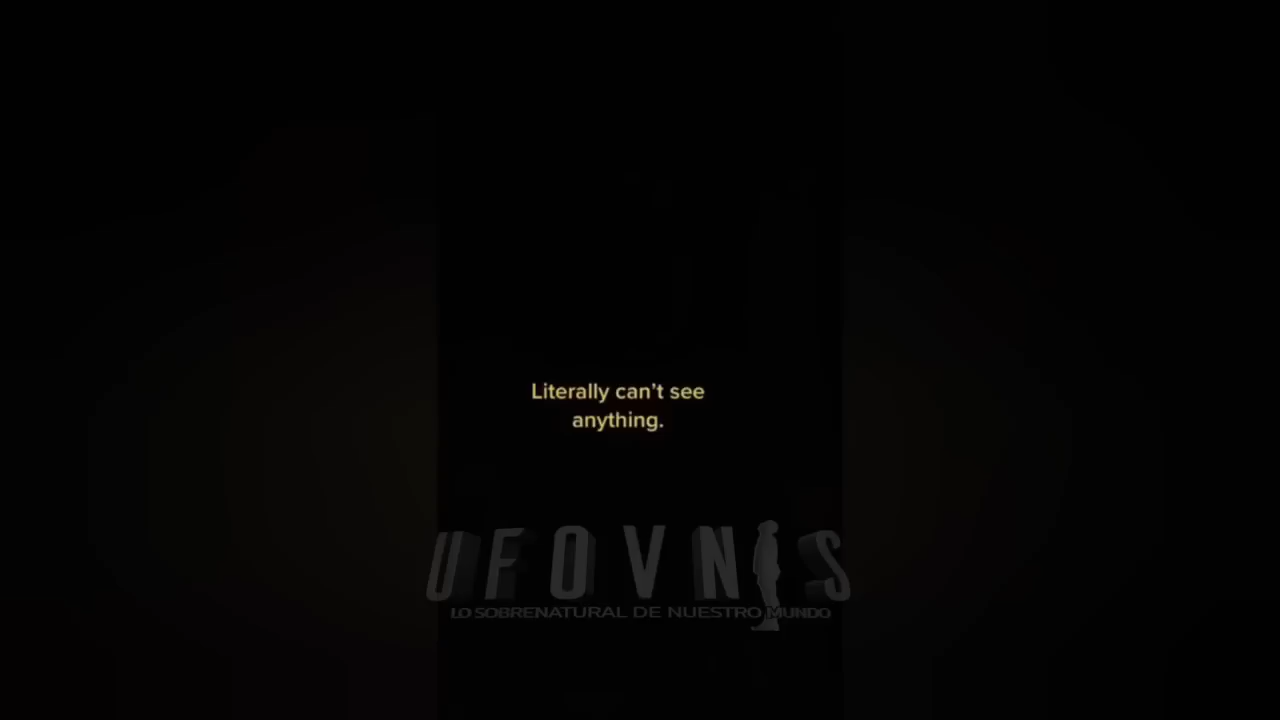 Literally can't see
anything.
UFOVNIS
LO SOBRENATURAL DE NUESTRO MUNDO